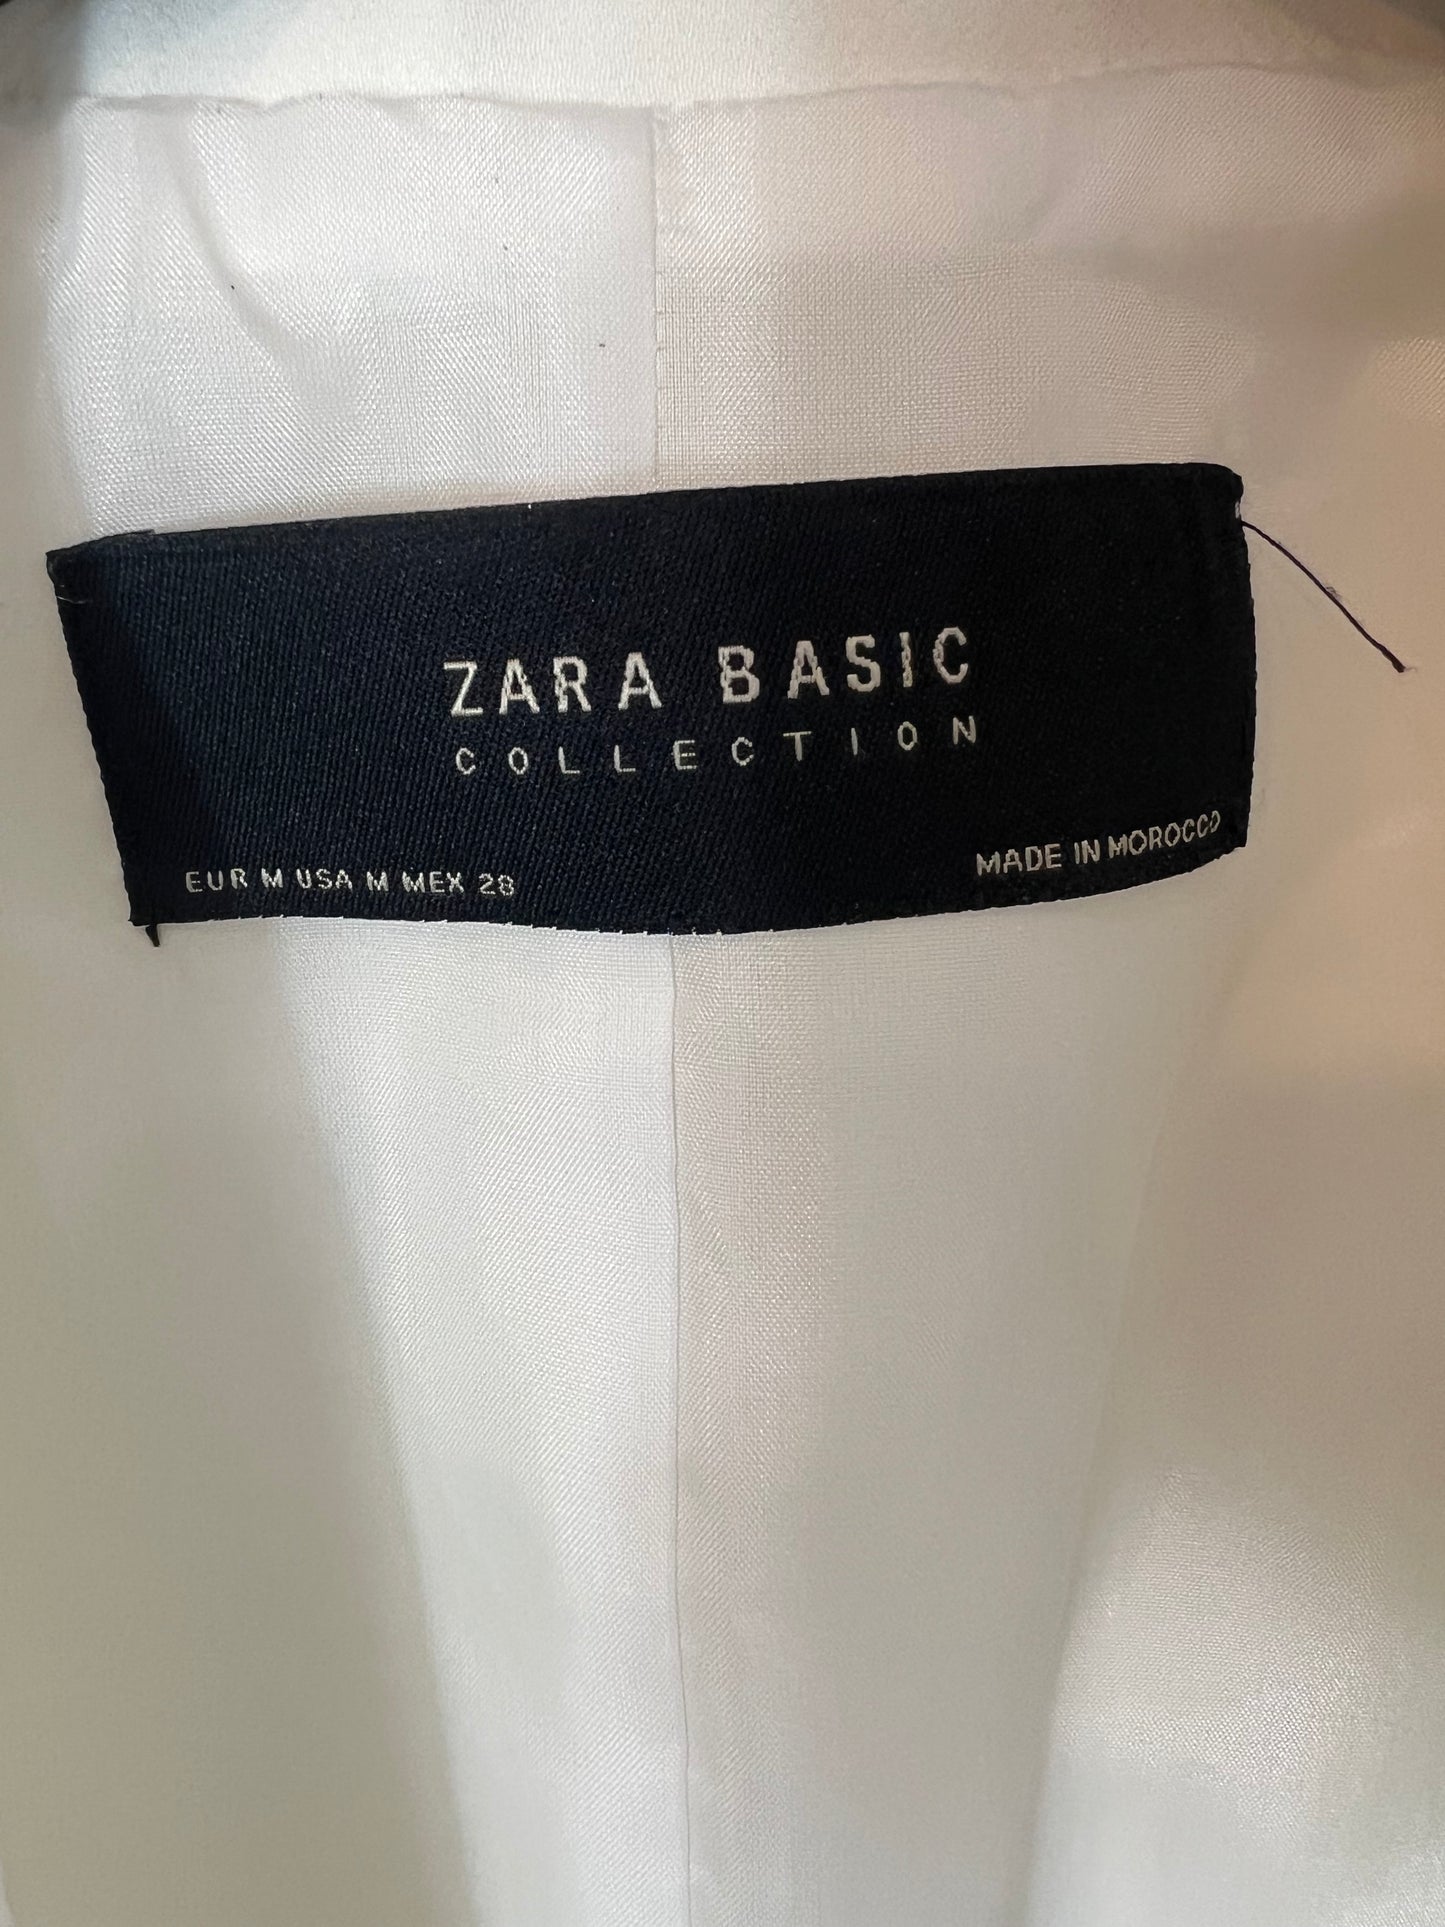 ZARA BASIC
COLLECTION
EUR M USA M MEX 28
MADE IN MOROCCO